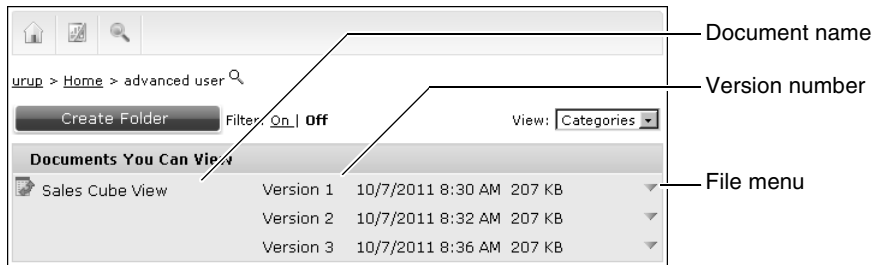 Document name
urup > Home > advanced user
Version number
Create Folder Filter: On | Off View: Categories
Documents You Can View
Sales Cube View Version 1 10/7/2011 8:30 AM 207 KB
File menu
Version 2 10/7/2011 8:32 AM 207 KB
Version 3 10/7/2011 8:36 AM 207 KB